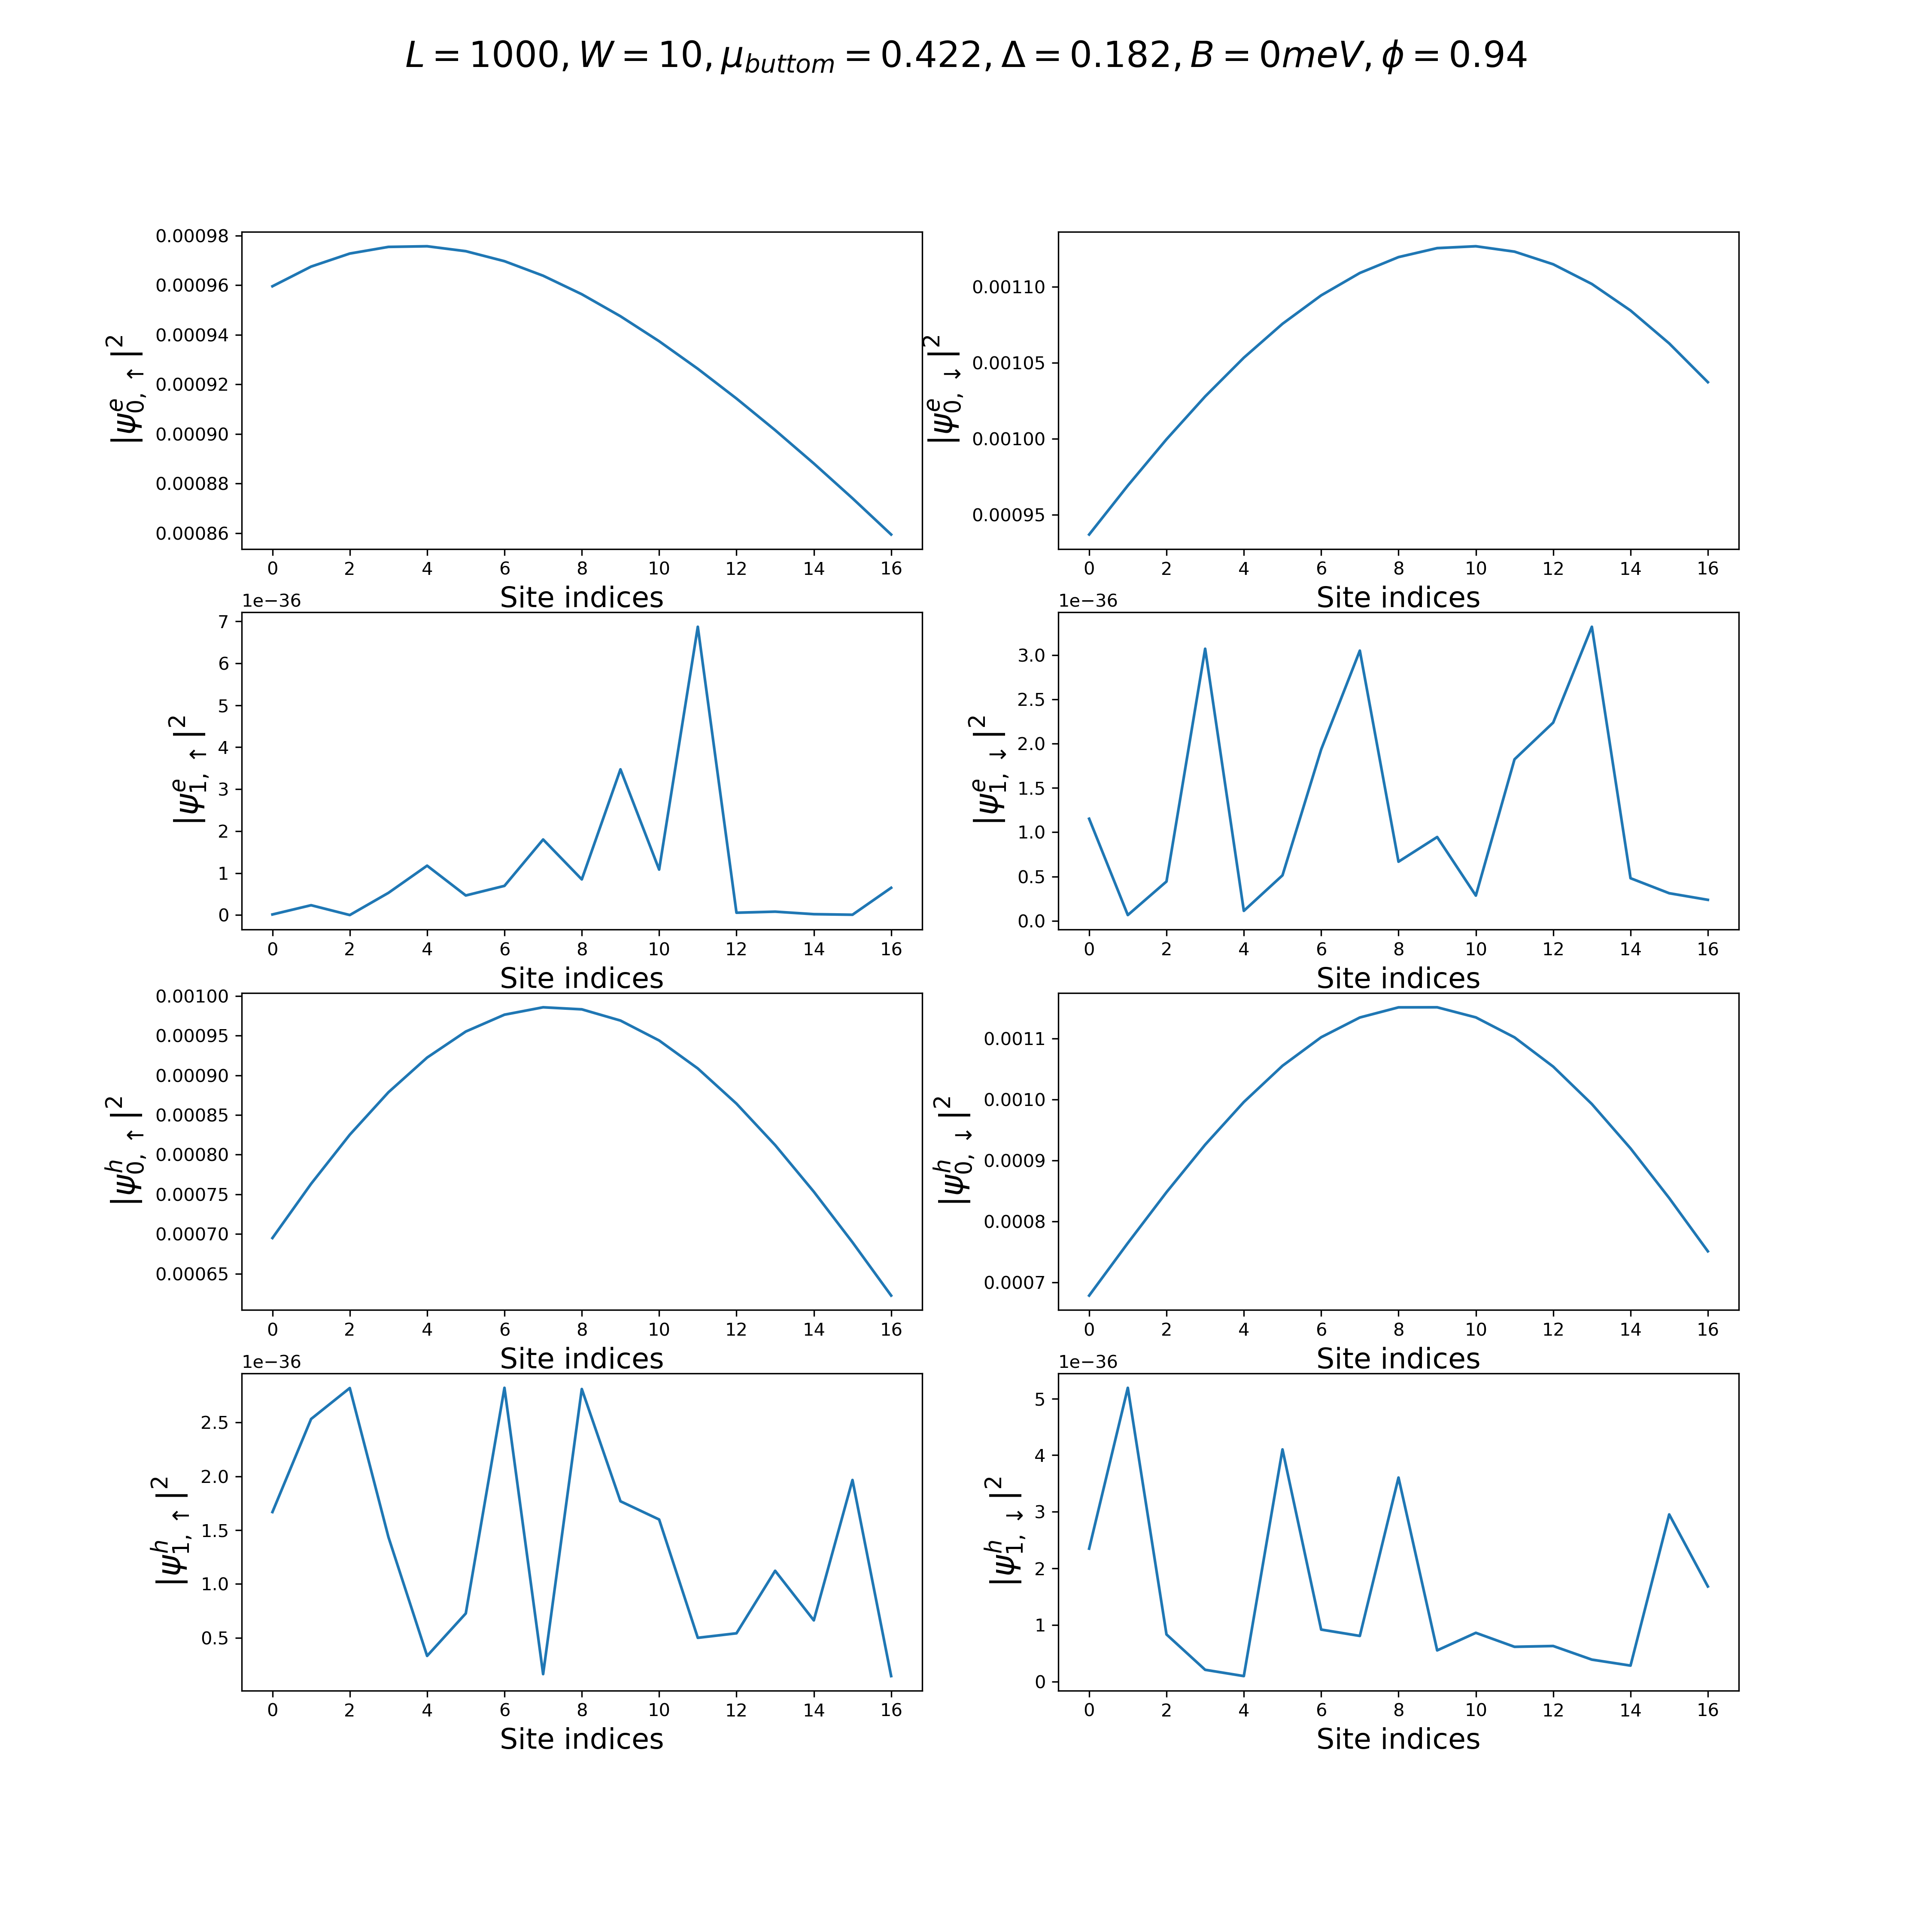 L = 1000, W = 10, μ_buttom = 0.422, Δ = 0.182, B = 0meV, ϕ = 0.94
|ψ^e_{0,↑}|²
0.00098
0.00096
0.00094
0.00092
0.00090
0.00088
0.00086
0 2 4 6 8 10 12 14 16
Site indices
|ψ^e_{0,↓}|²
0.00110
0.00105
0.00100
0.00095
0 2 4 6 8 10 12 14 16
Site indices
1e−36
|ψ^e_{1,↑}|²
7
6
5
4
3
2
1
0
0 2 4 6 8 10 12 14 16
Site indices
1e−36
|ψ^e_{1,↓}|²
3.0
2.5
2.0
1.5
1.0
0.5
0.0
0 2 4 6 8 10 12 14 16
Site indices
|ψ^h_{0,↑}|²
0.00100
0.00095
0.00090
0.00085
0.00080
0.00075
0.00070
0.00065
0 2 4 6 8 10 12 14 16
Site indices
|ψ^h_{0,↓}|²
0.0011
0.0010
0.0009
0.0008
0.0007
0 2 4 6 8 10 12 14 16
Site indices
1e−36
|ψ^h_{1,↑}|²
2.5
2.0
1.5
1.0
0.5
0 2 4 6 8 10 12 14 16
Site indices
1e−36
|ψ^h_{1,↓}|²
5
4
3
2
1
0
0 2 4 6 8 10 12 14 16
Site indices